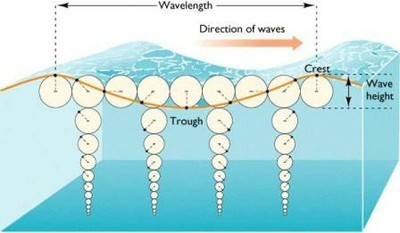 Wavelength
Direction of waves
Crest
Wave
height
Trough